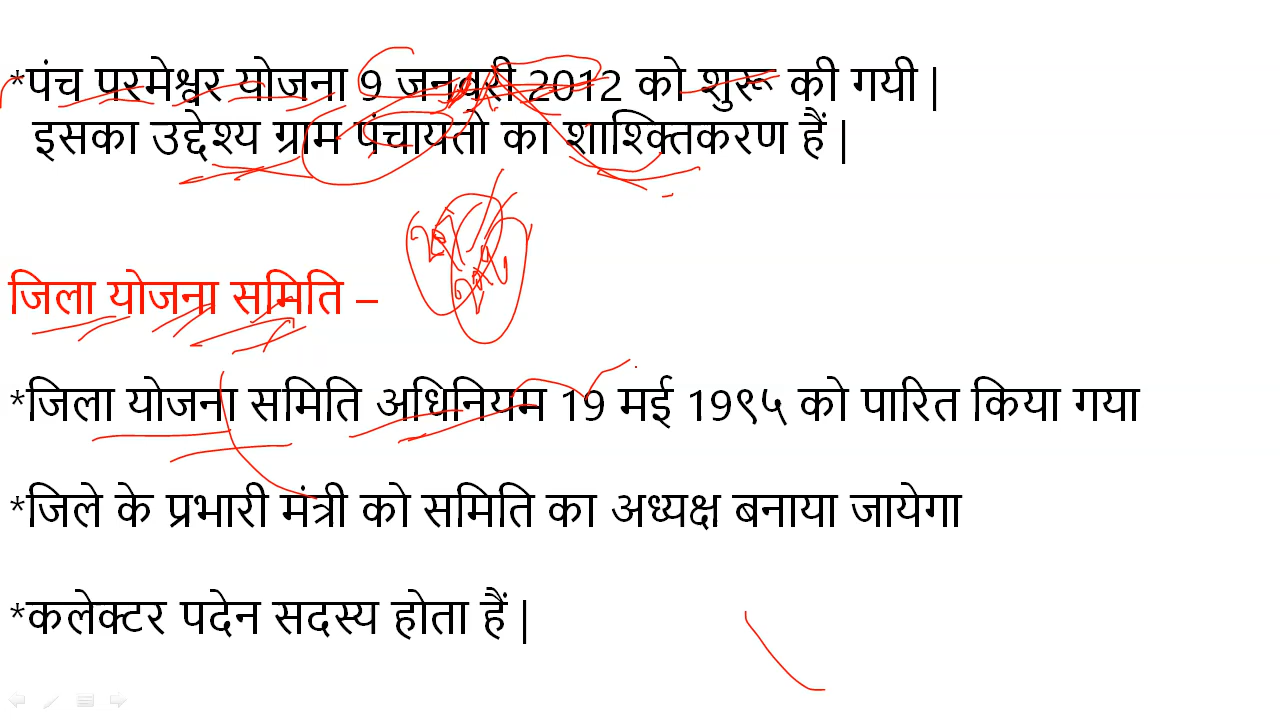 *पंच परमेश्वर योजना 9 जनवरी 2012 को शुरू की गयी |
इसका उद्देश्य ग्राम पंचायतो का शाश्क्तिकरण हैं |
जिला योजना समिति –
*जिला योजना समिति अधिनियम 19 मई 19९५ को पारित किया गया
*जिले के प्रभारी मंत्री को समिति का अध्यक्ष बनाया जायेगा
*कलेक्टर पदेन सदस्य होता हैं |